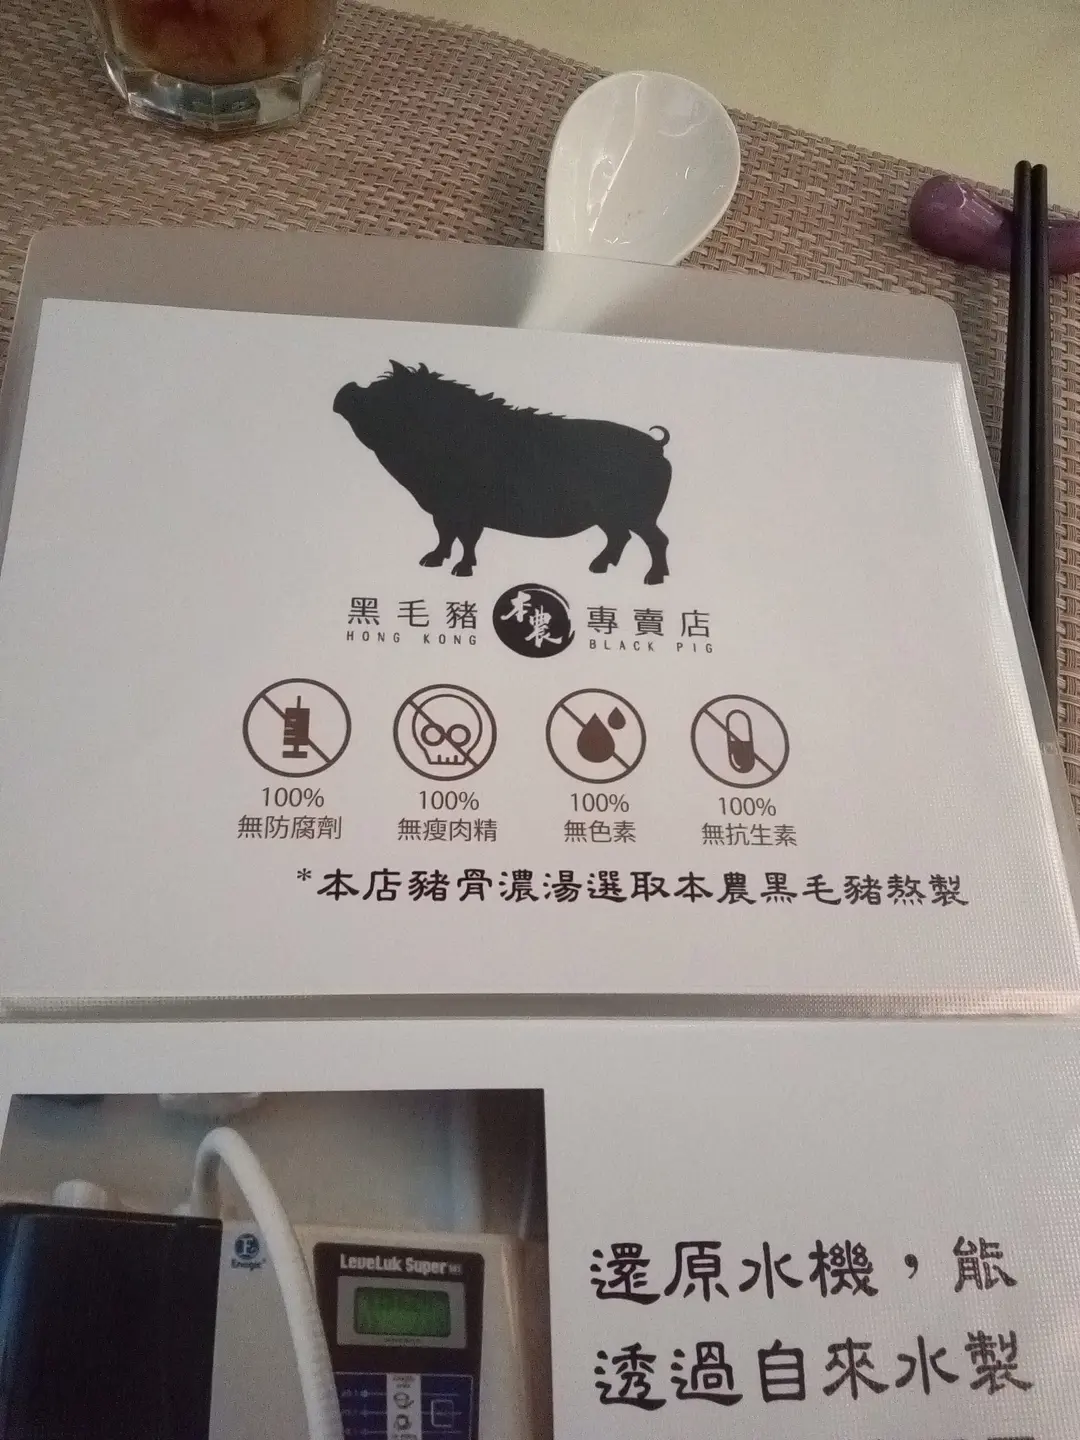 黑毛豬 本農 專賣店
HONG KONG BLACK PIG
100% 100% 100% 100%
無防腐劑 無瘦肉精 無色素 無抗生素
*本店豬骨濃湯選取本農黑毛豬熬製
Enagic
LeveLuk Super
還原水機，能
透過自來水製